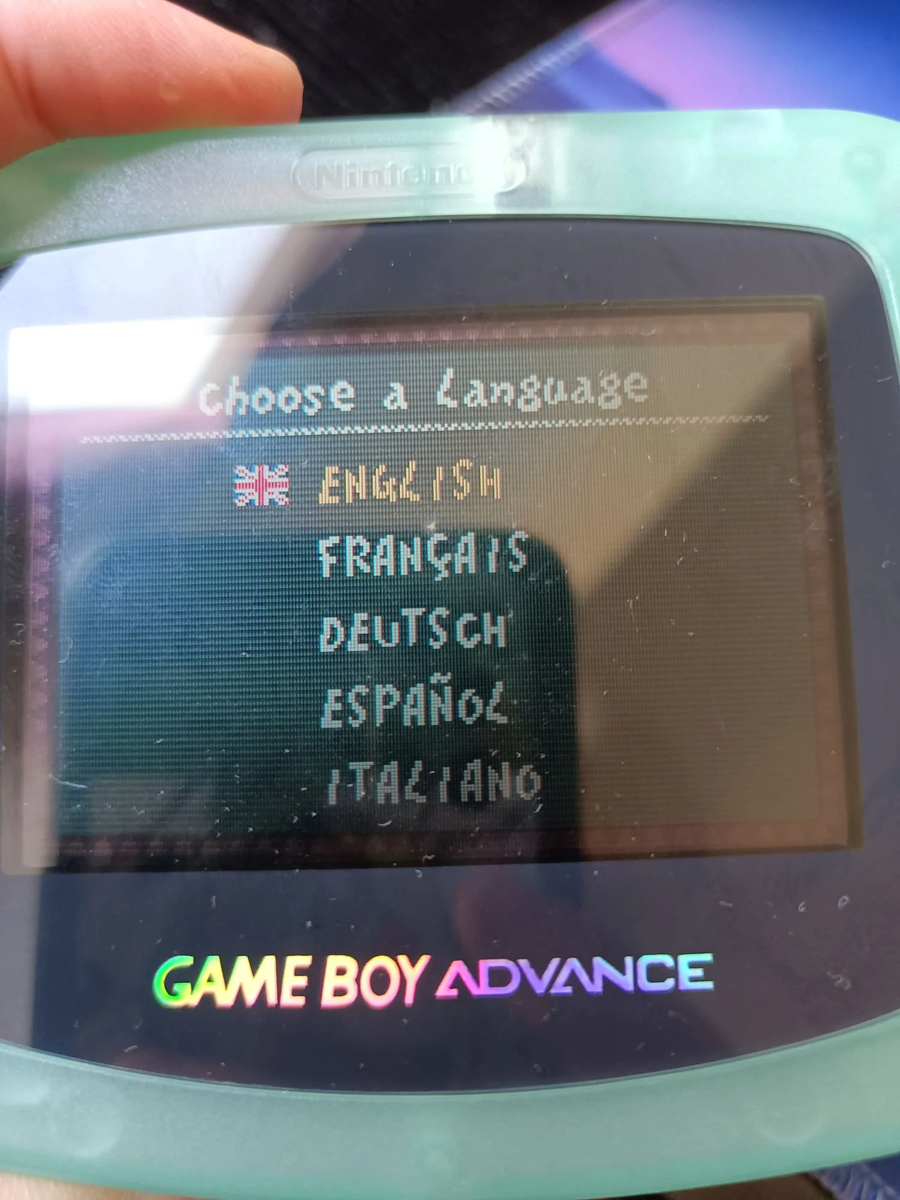 Nintendo
Choose a Language
ENGLISH
FRANÇAIS
DEUTSCH
ESPAÑOL
ITALIANO
GAME BOY ADVANCE